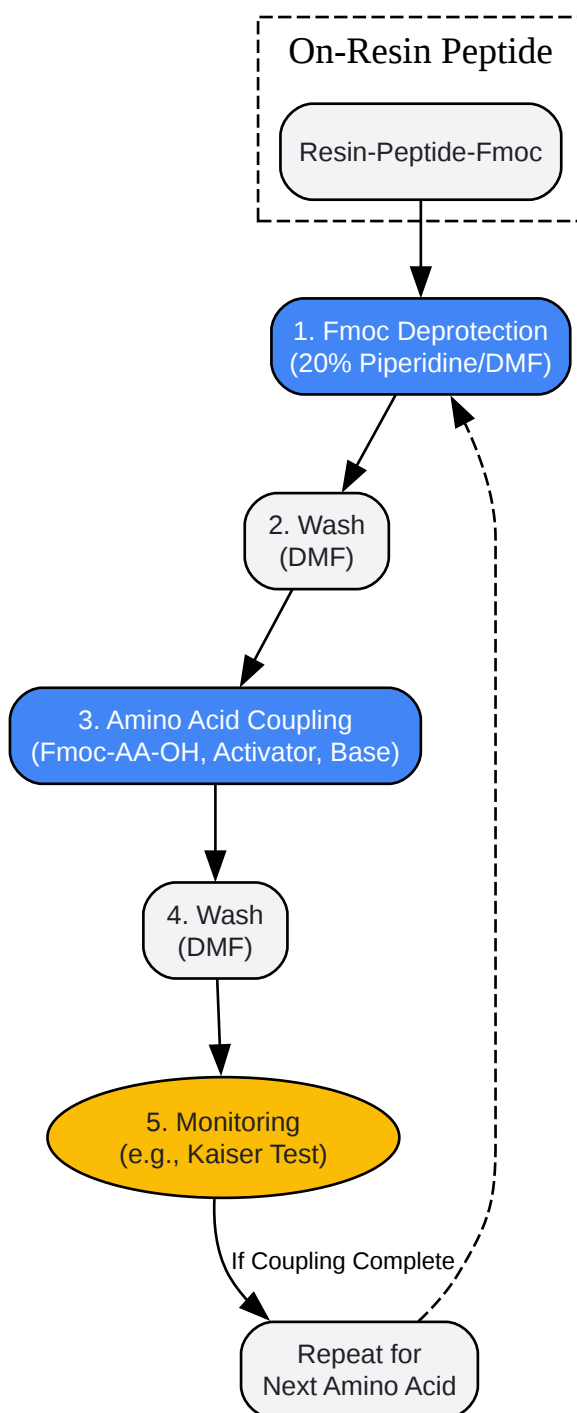 On-Resin Peptide
Resin-Peptide-Fmoc
1. Fmoc Deprotection
(20% Piperidine/DMF)
2. Wash
(DMF)
3. Amino Acid Coupling
(Fmoc-AA-OH, Activator, Base)
4. Wash
(DMF)
5. Monitoring
(e.g., Kaiser Test)
If Coupling Complete
Repeat for
Next Amino Acid